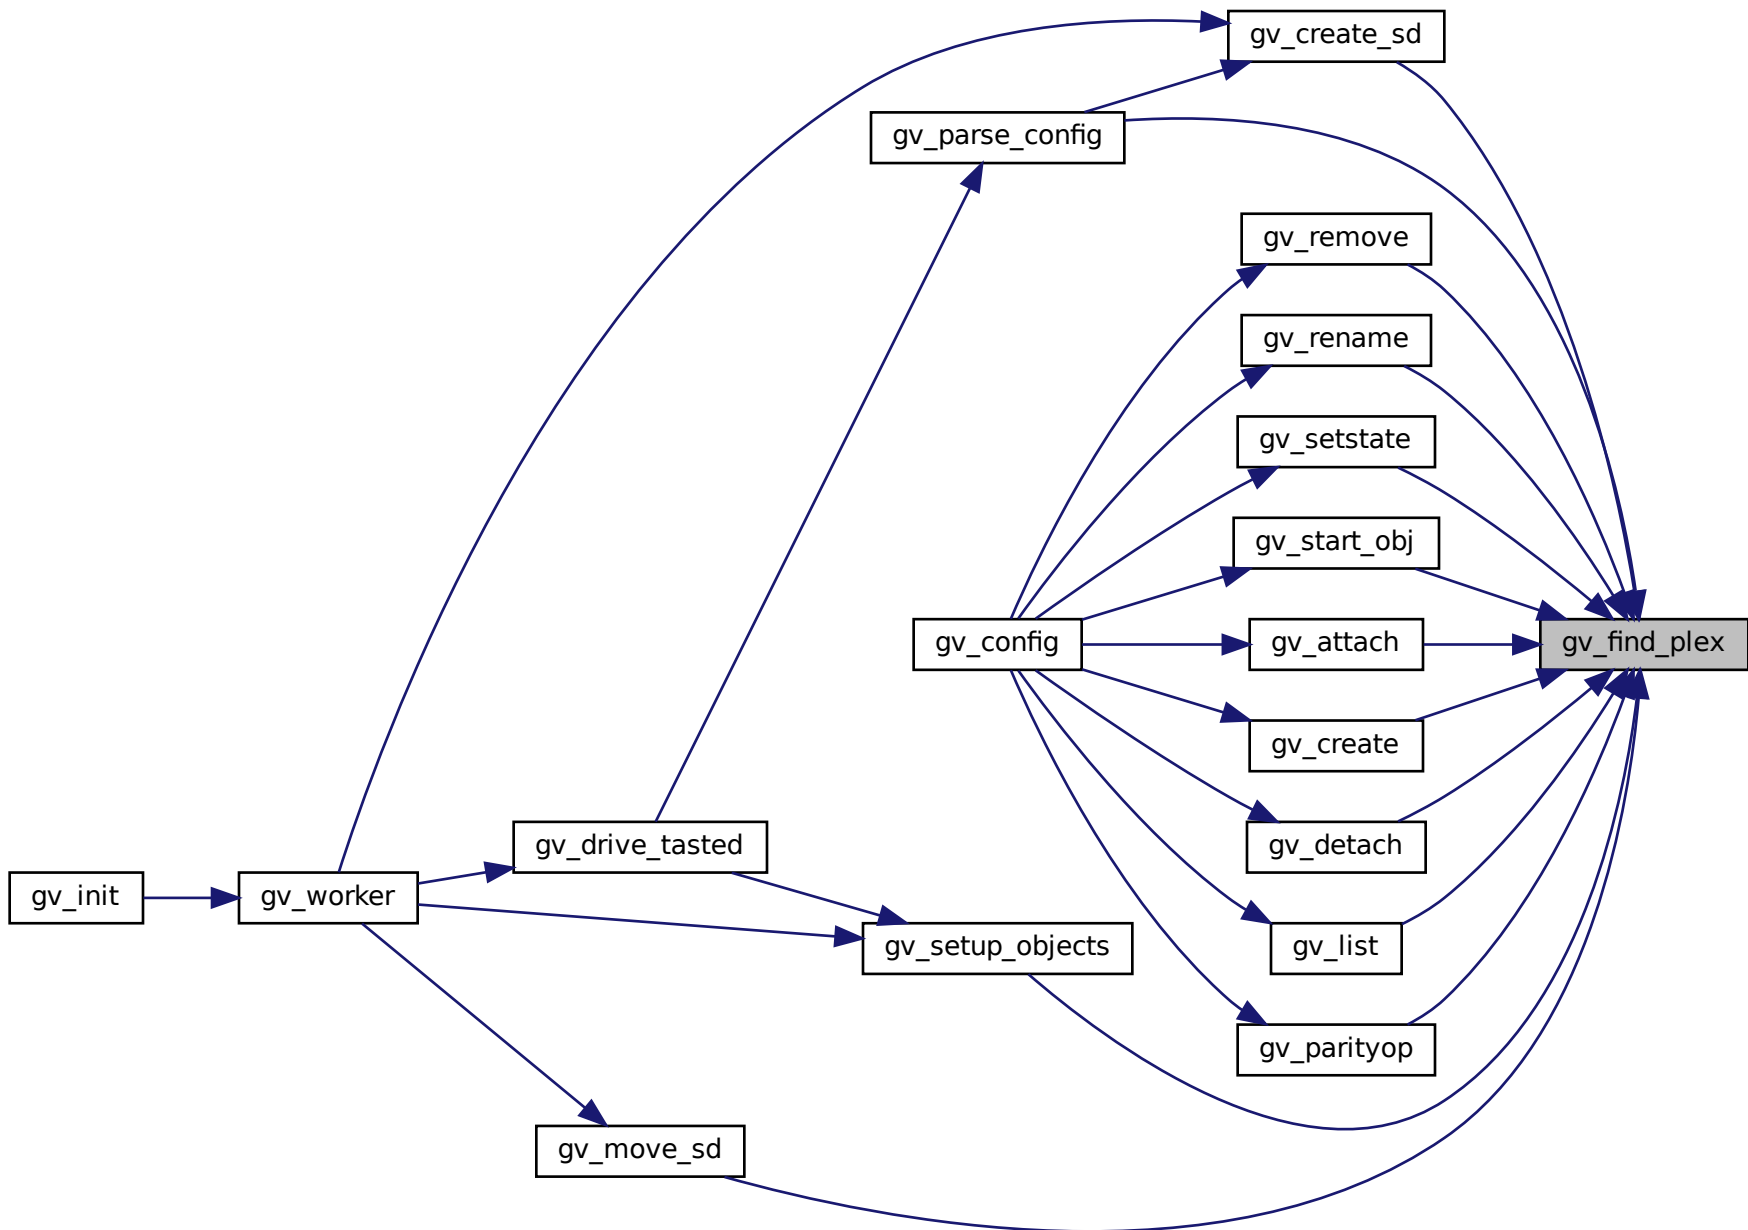 gv_create_sd
gv_parse_config
gv_remove
gv_rename
gv_setstate
gv_start_obj
gv_config
gv_attach
gv_find_plex
gv_create
gv_drive_tasted
gv_detach
gv_init
gv_worker
gv_setup_objects
gv_list
gv_parityop
gv_move_sd